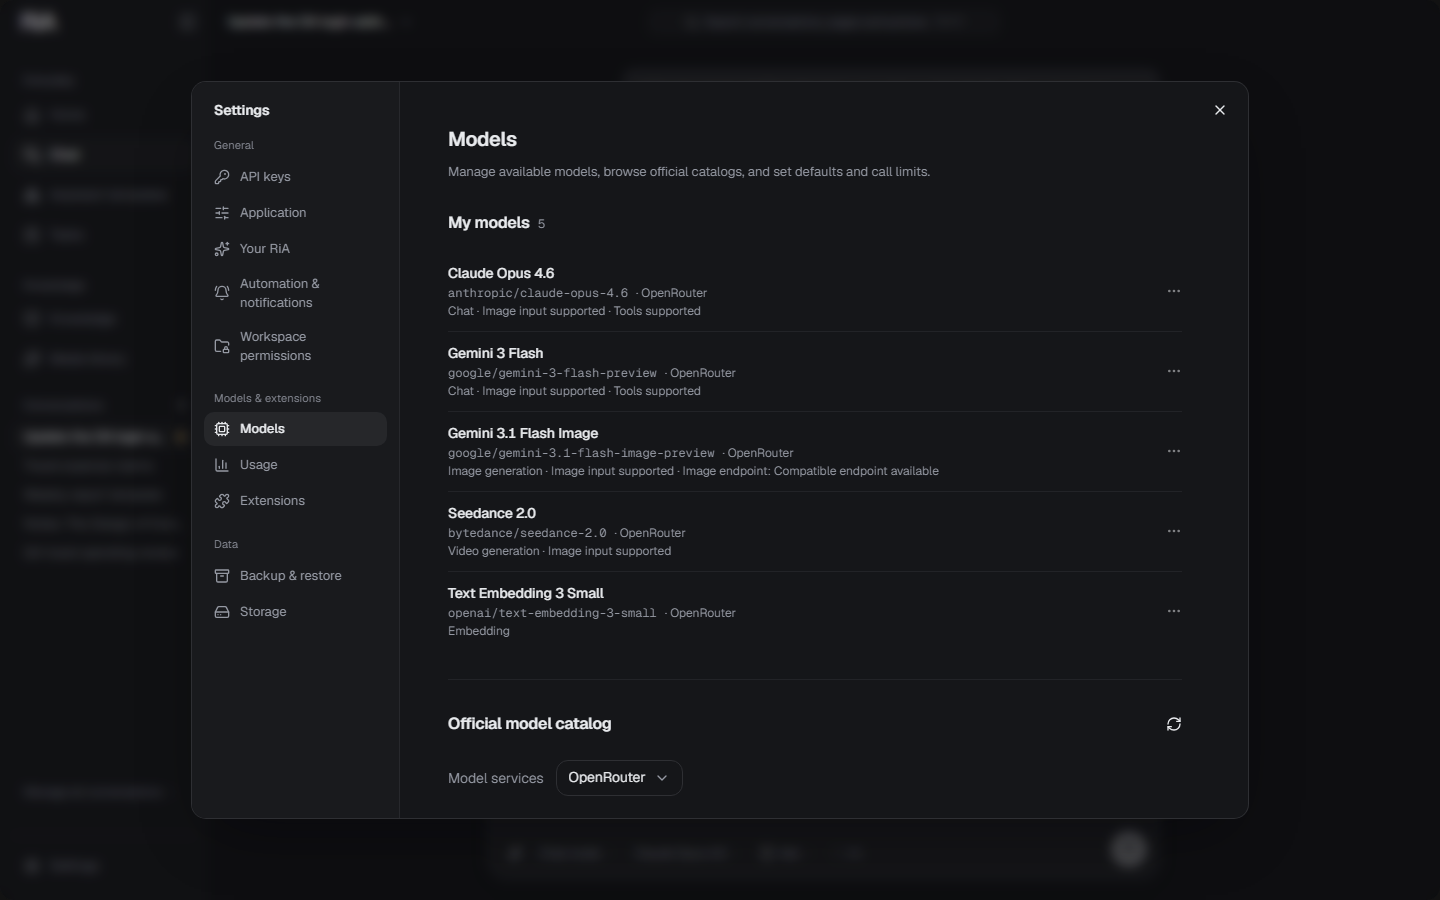 Settings
General
API keys
Application
Your RiA
Automation &
notifications
Workspace
permissions
Models & extensions
Models
Usage
Extensions
Data
Backup & restore
Storage
Models
Manage available models, browse official catalogs, and set defaults and call limits.
My models 5
Claude Opus 4.6
anthropic/claude-opus-4.6 · OpenRouter
Chat · Image input supported · Tools supported
Gemini 3 Flash
google/gemini-3-flash-preview · OpenRouter
Chat · Image input supported · Tools supported
Gemini 3.1 Flash Image
google/gemini-3.1-flash-image-preview · OpenRouter
Image generation · Image input supported · Image endpoint: Compatible endpoint available
Seedance 2.0
bytedance/seedance-2.0 · OpenRouter
Video generation · Image input supported
Text Embedding 3 Small
openai/text-embedding-3-small · OpenRouter
Embedding
Official model catalog
Model services OpenRouter